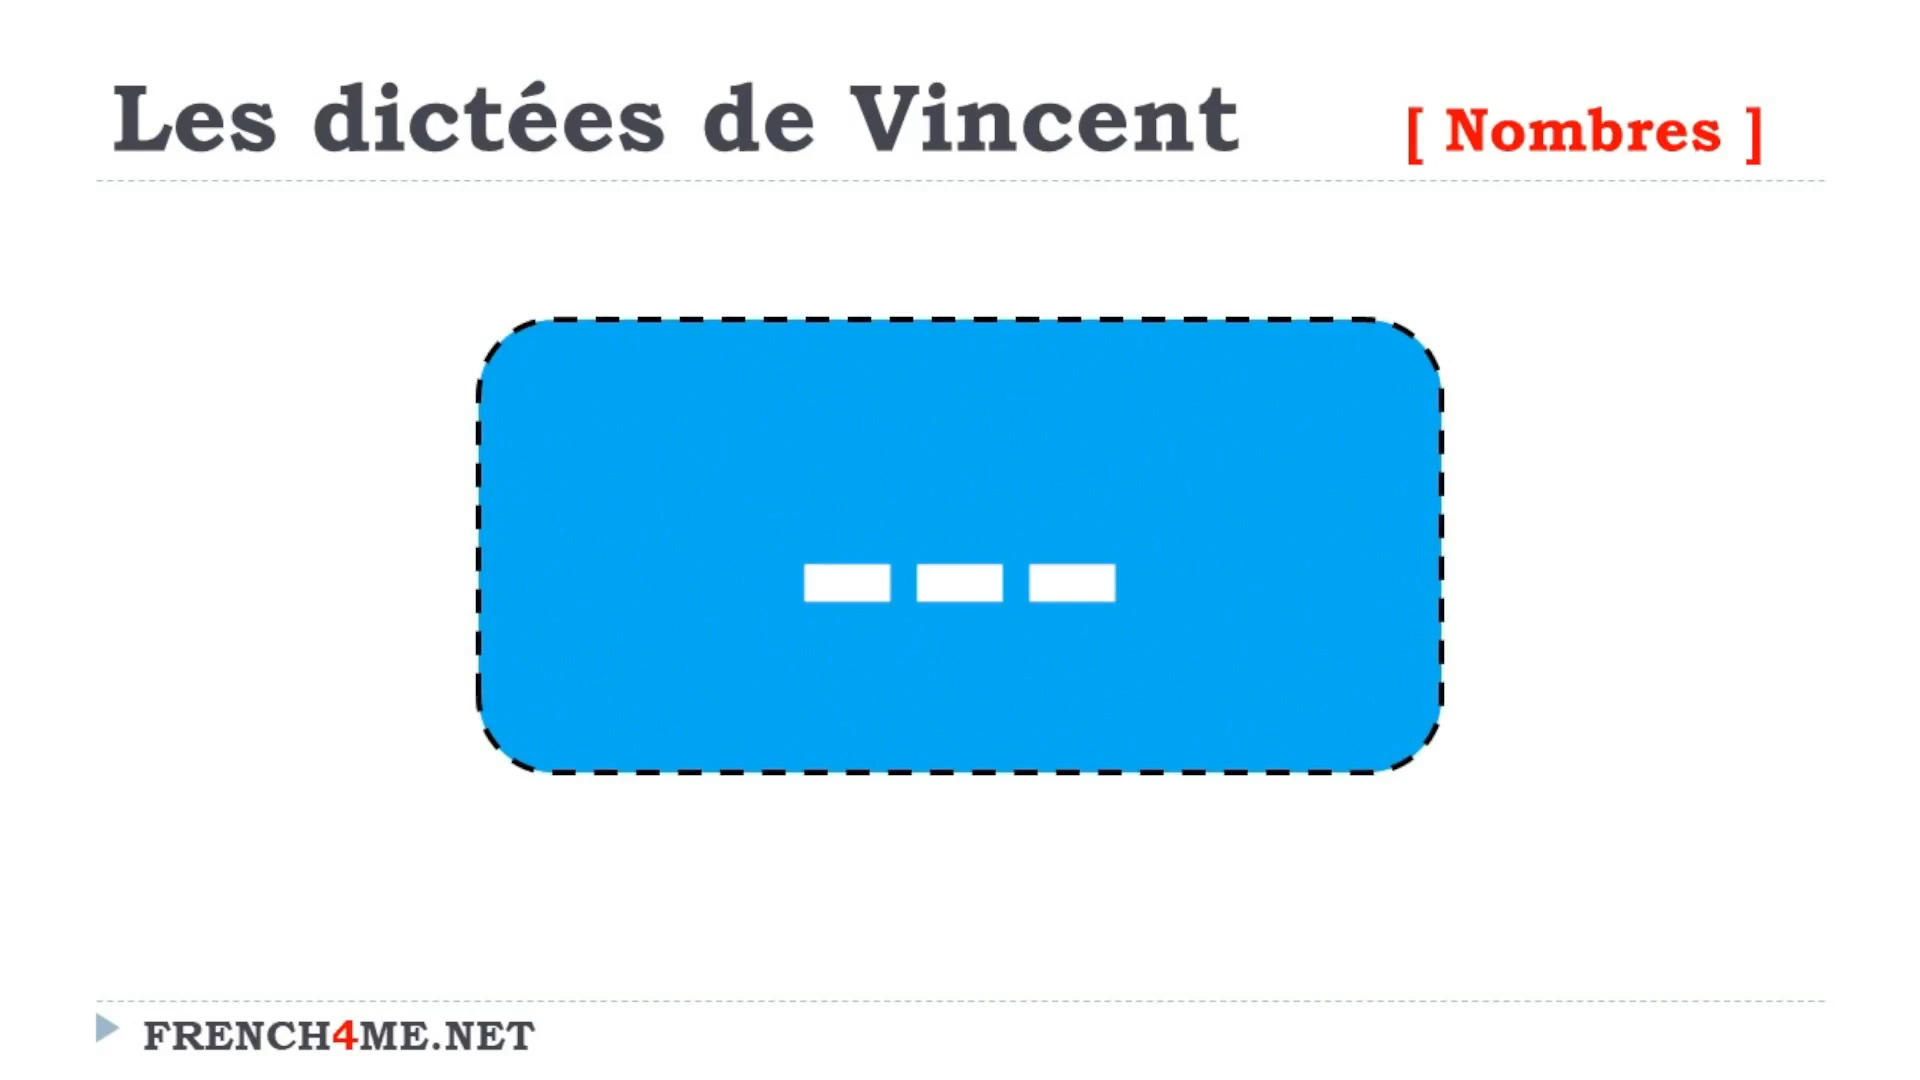 Les dictées de Vincent [ Nombres ]
---
FRENCH4ME.NET